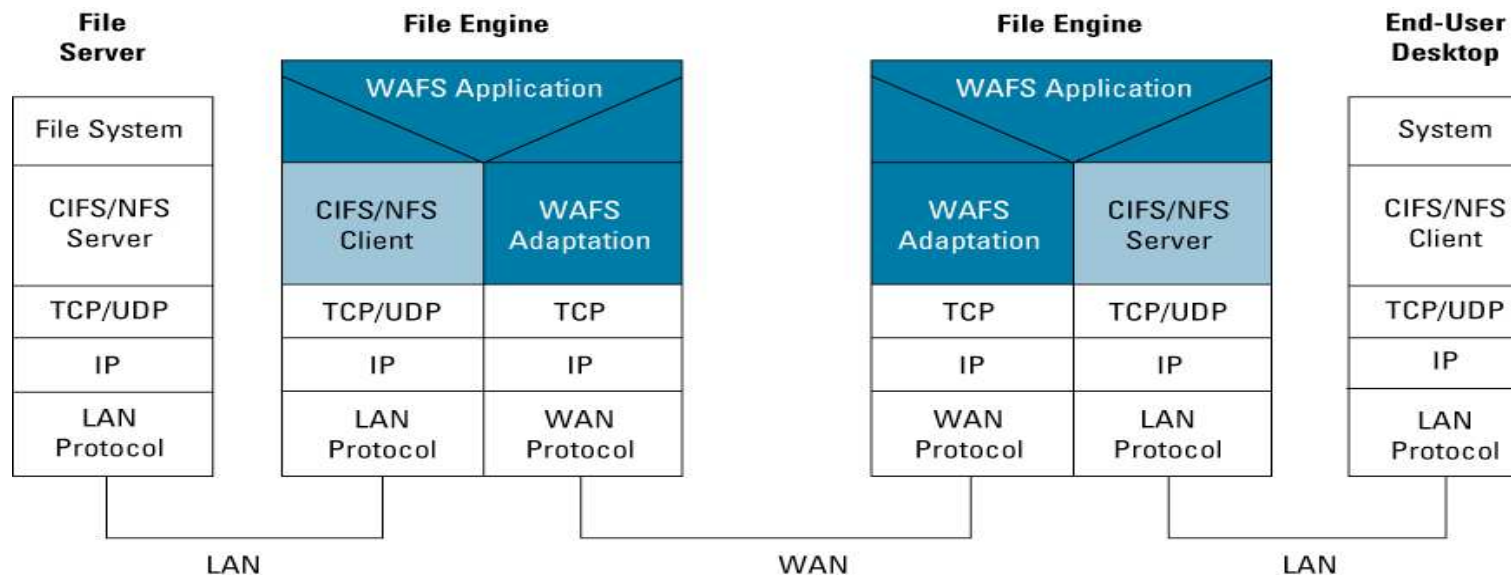 File
Server
File Engine
File Engine
End-User
Desktop
File System
CIFS/NFS
Server
TCP/UDP
IP
LAN
Protocol
WAFS Application
CIFS/NFS
Client
WAFS
Adaptation
TCP/UDP
TCP
IP
IP
LAN
Protocol
WAN
Protocol
WAFS Application
WAFS
Adaptation
CIFS/NFS
Server
TCP
TCP/UDP
IP
IP
WAN
Protocol
LAN
Protocol
System
CIFS/NFS
Client
TCP/UDP
IP
LAN
Protocol
LAN
WAN
LAN